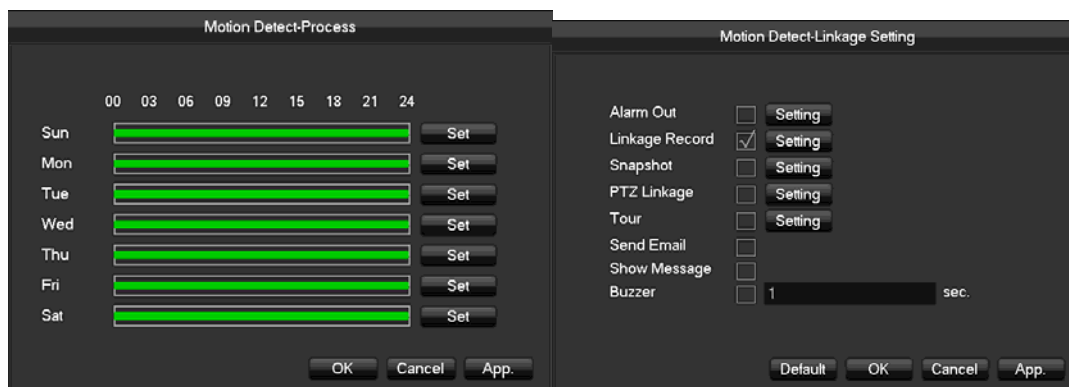 Motion Detect-Process
00 03 06 09 12 15 18 21 24
Sun Set
Mon Set
Tue Set
Wed Set
Thu Set
Fri Set
Sat Set
OK Cancel App.
Motion Detect-Linkage Setting
Alarm Out Setting
Linkage Record Setting
Snapshot Setting
PTZ Linkage Setting
Tour Setting
Send Email
Show Message
Buzzer 1 sec.
Default OK Cancel App.